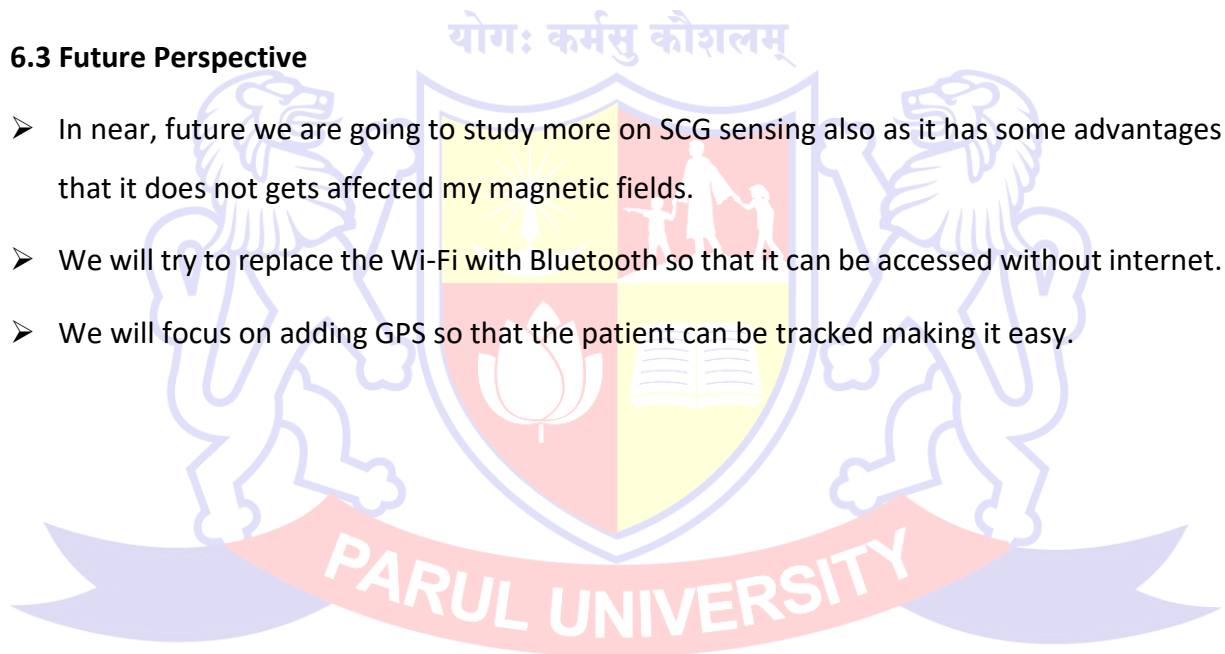 योगः कर्मसु कौशलम्
6.3 Future Perspective
➢ In near, future we are going to study more on SCG sensing also as it has some advantages
that it does not gets affected my magnetic fields.
➢ We will try to replace the Wi-Fi with Bluetooth so that it can be accessed without internet.
➢ We will focus on adding GPS so that the patient can be tracked making it easy.
PARUL UNIVERSITY